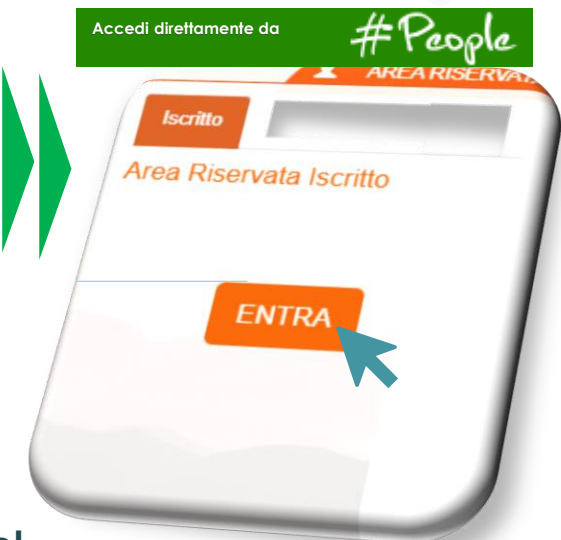 Accedi direttamente da #People
AREA RISERVATA
Iscritto
Area Riservata Iscritto
ENTRA